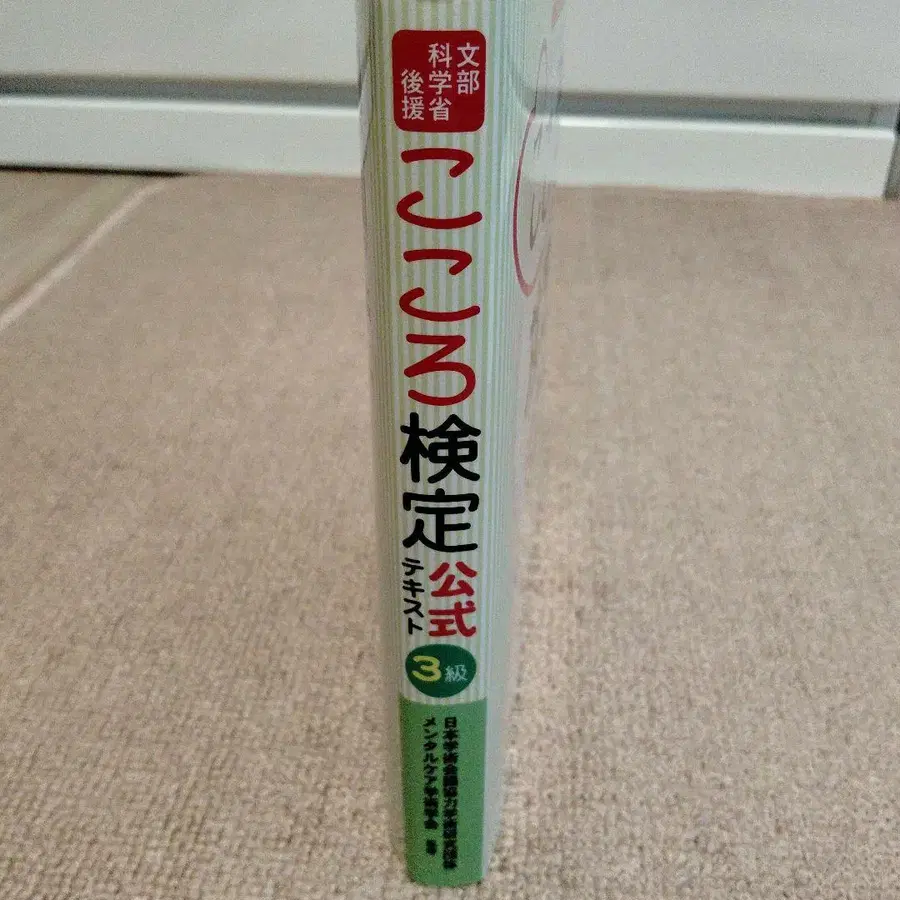 文部
科学省
後援
こころ検定
公式
テキスト
3級
日本学術会議協力学術研究団体
メンタルケア学術学会